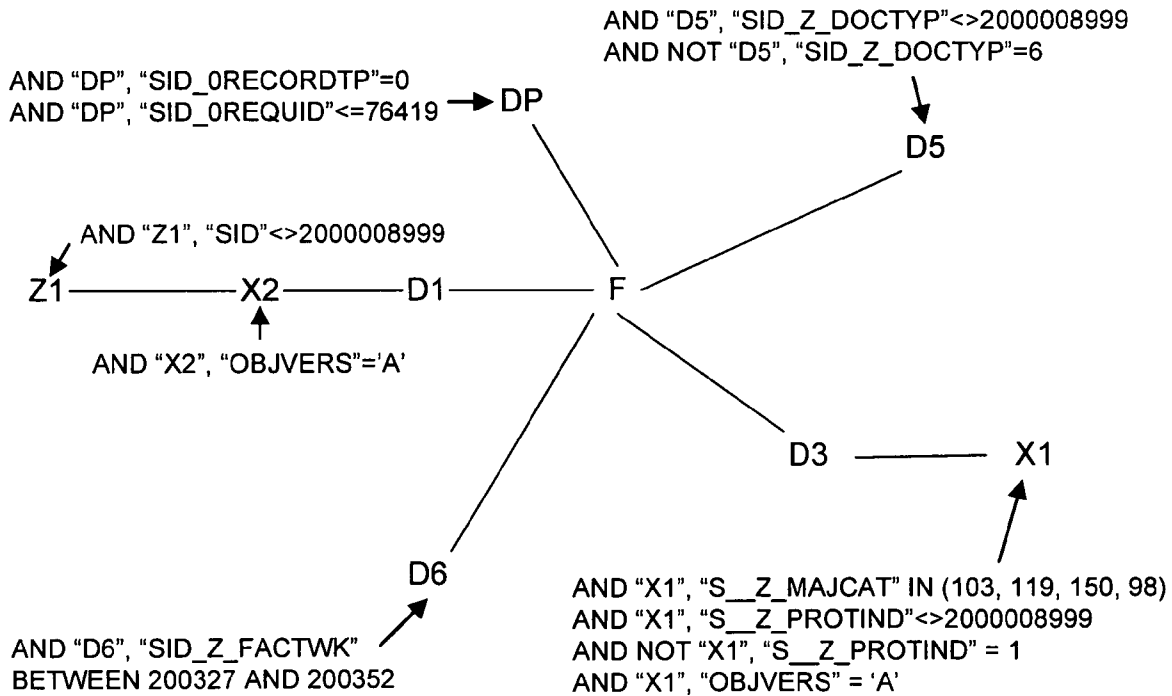 AND “D5”, “SID_Z_DOCTYP”<>2000008999
AND NOT “D5”, “SID_Z_DOCTYP”=6
AND “DP”, “SID_0RECORDTP”=0
AND “DP”, “SID_0REQUID”<=76419
DP
D5
AND “Z1”, “SID”<>2000008999
Z1
X2
D1
F
AND “X2”, “OBJVERS”=’A’
D3
X1
D6
AND “D6”, “SID_Z_FACTWK”
BETWEEN 200327 AND 200352
AND “X1”, “S__Z_MAJCAT” IN (103, 119, 150, 98)
AND “X1”, “S__Z_PROTIND”<>2000008999
AND NOT “X1”, “S__Z_PROTIND” = 1
AND “X1”, “OBJVERS” = ‘A’